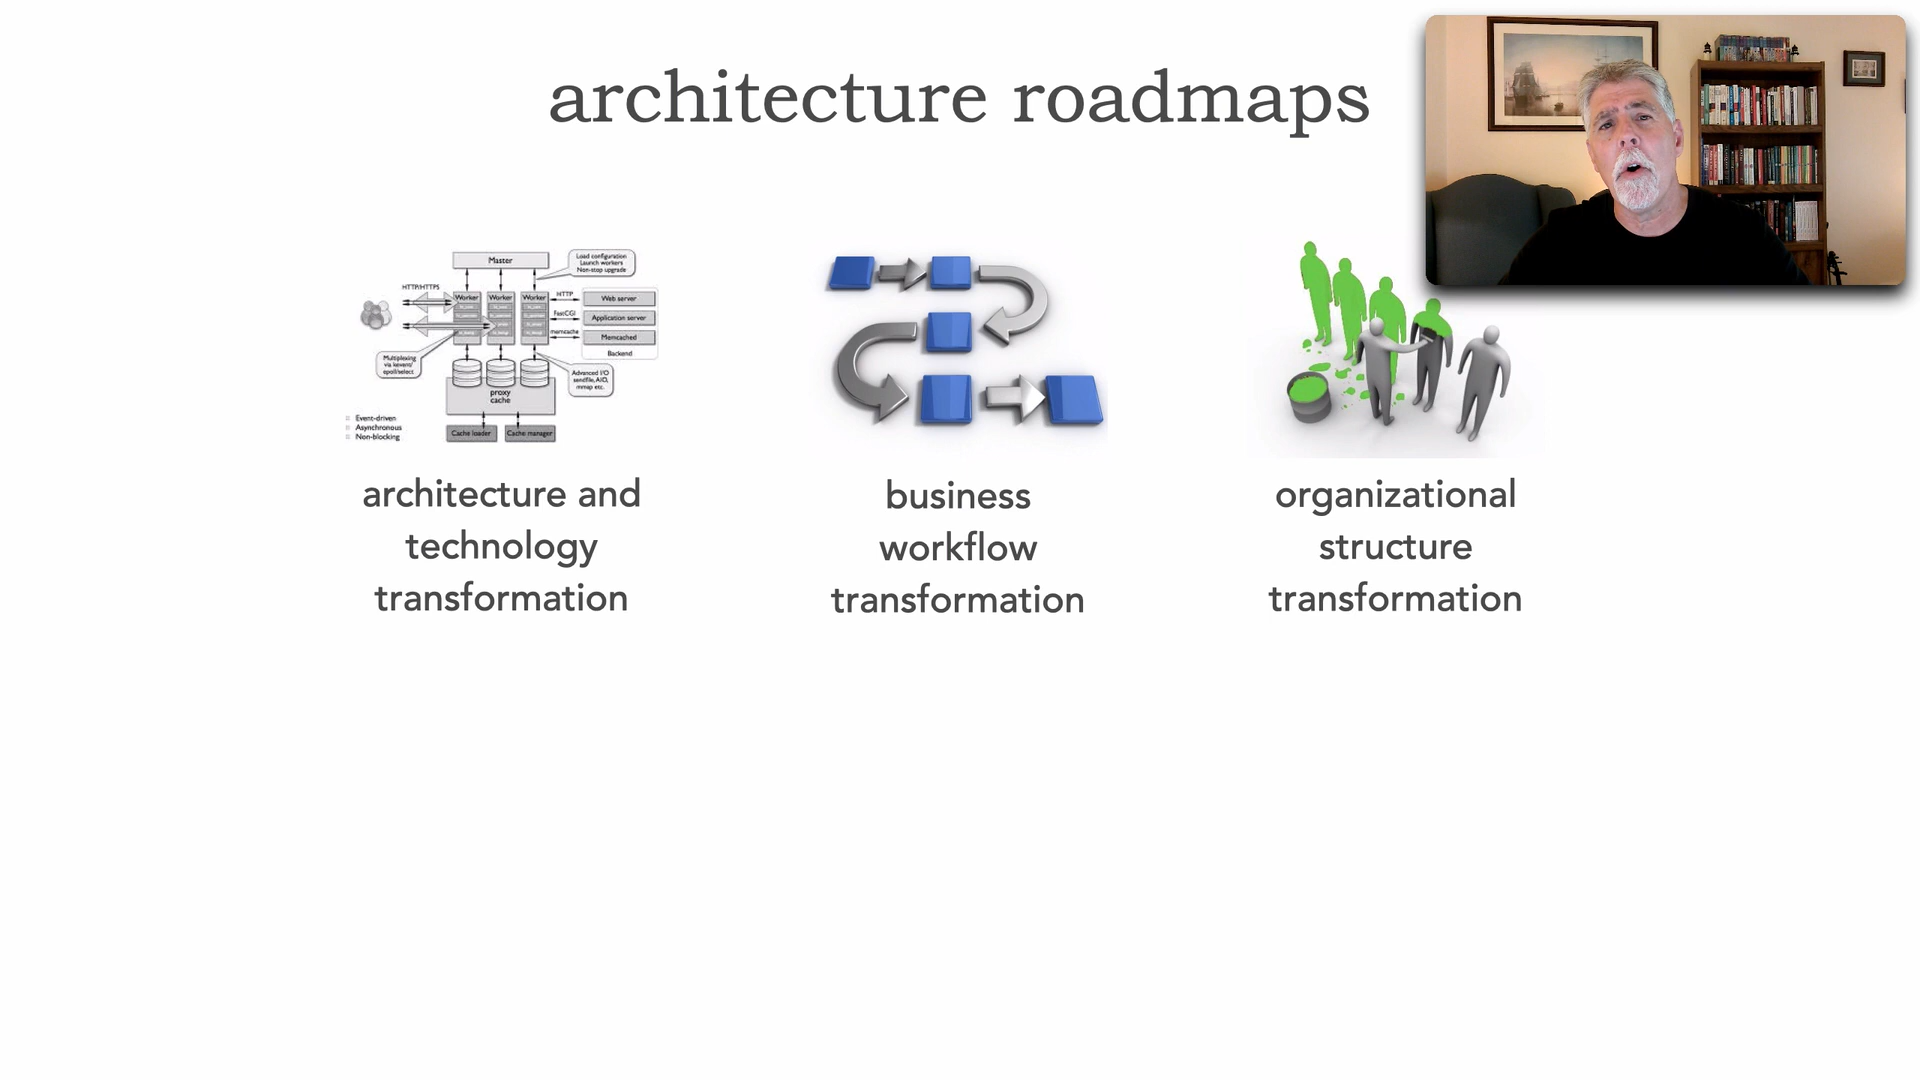 architecture roadmaps
Master
Load configuration
Launch workers
Non-stop upgrade
HTTP/HTTPS
Worker
Worker
Worker
HTTP
Web server
FastCGI
Application server
memcache
Memcached
Backend
Multiplexing
via kevent/
epoll/select
Advanced I/O
sendfile, AIO,
mmap etc.
proxy
cache
Event-driven
Asynchronous
Non-blocking
Cache loader
Cache manager
architecture and
technology
transformation
business
workflow
transformation
organizational
structure
transformation